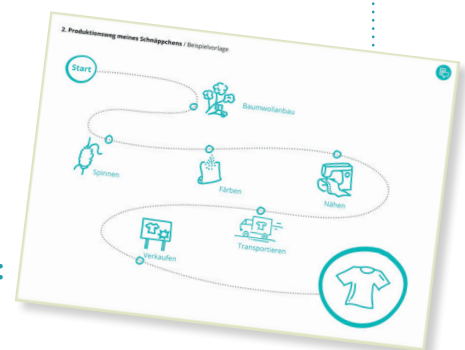 2. Produktionsweg meines Schnäppchens / Beispielvorlage
Start
Baumwollanbau
Spinnen
Färben
Nähen
Transportieren
Verkaufen